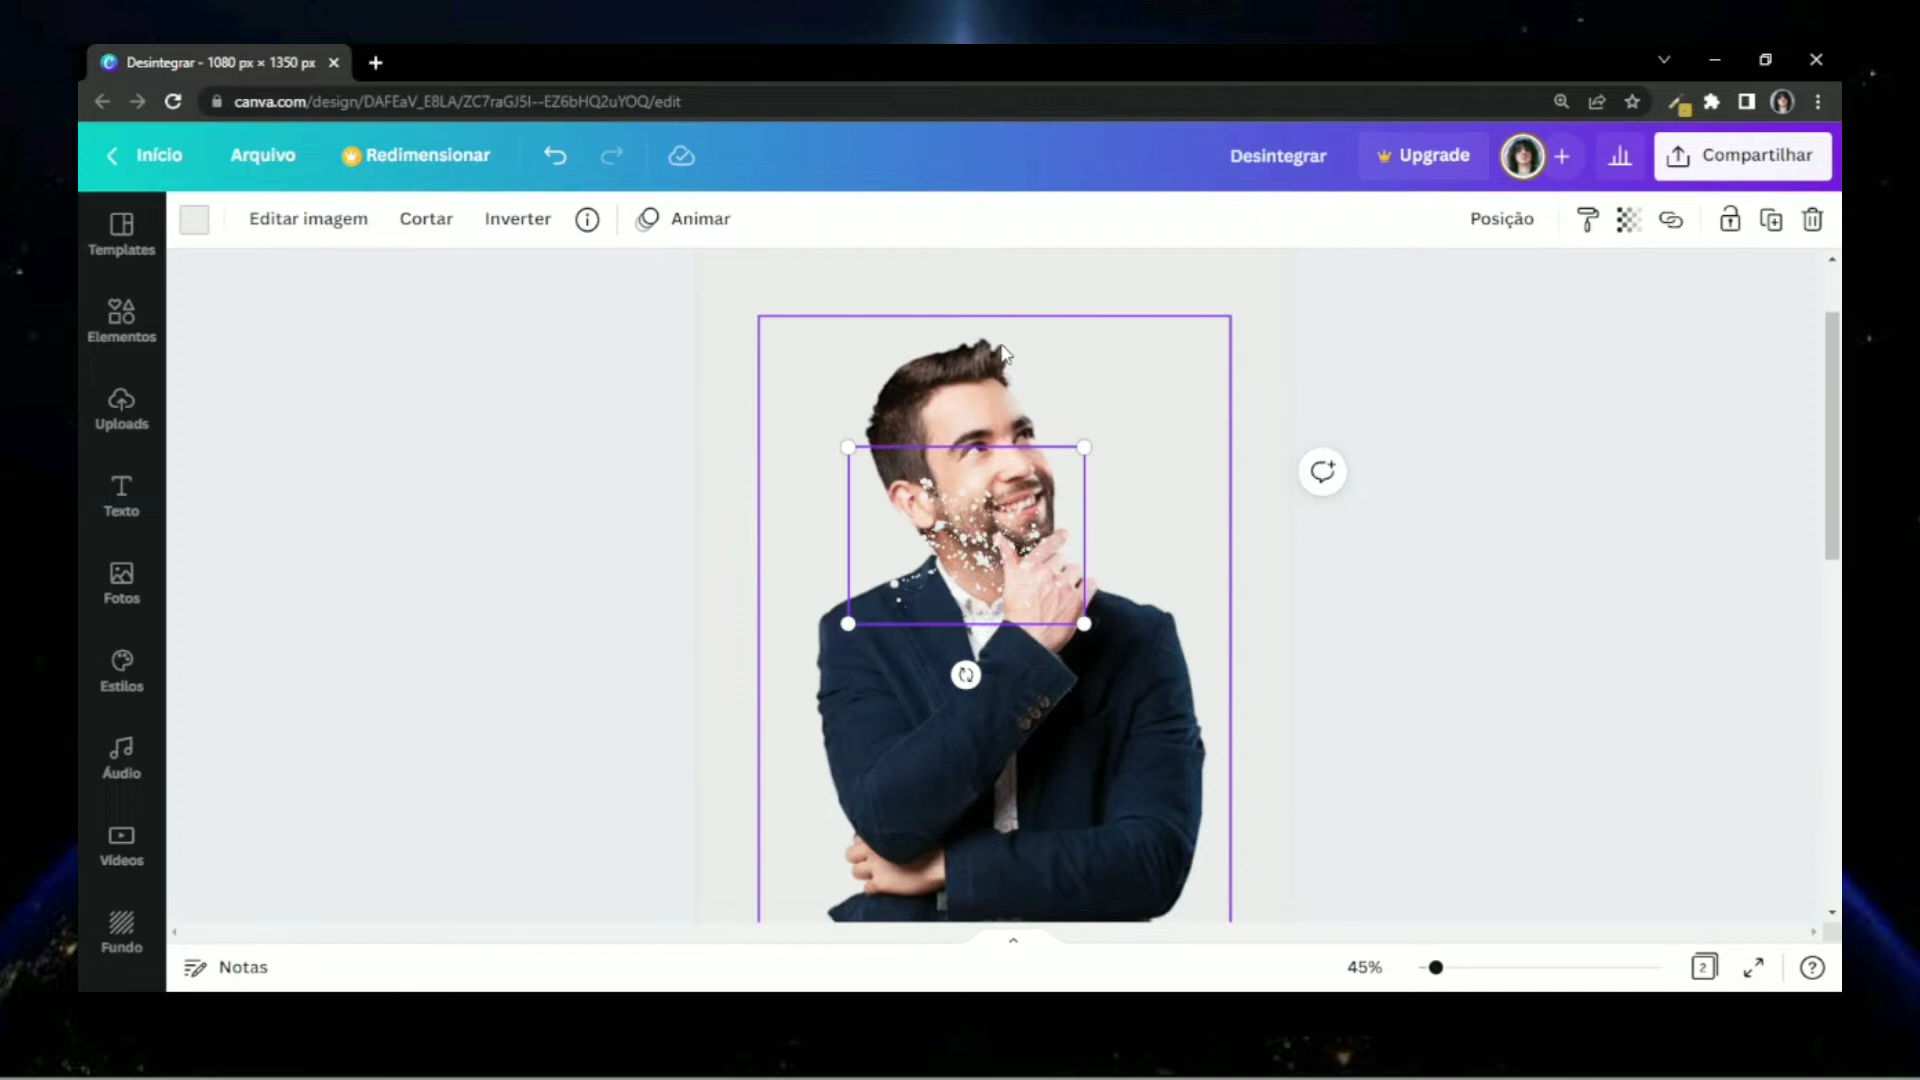 Desintegrar - 1080 px × 1350 px
canva.com/design/DAFEaV_E8LA/ZC7raGJ5I--EZ6bHQ2uYOQ/edit
Início
Arquivo
Redimensionar
Desintegrar
Upgrade
Compartilhar
Editar imagem
Cortar
Inverter
Animar
Posição
Templates
Elementos
Uploads
Texto
Fotos
Estilos
Áudio
Vídeos
Fundo
Notas
45%
2